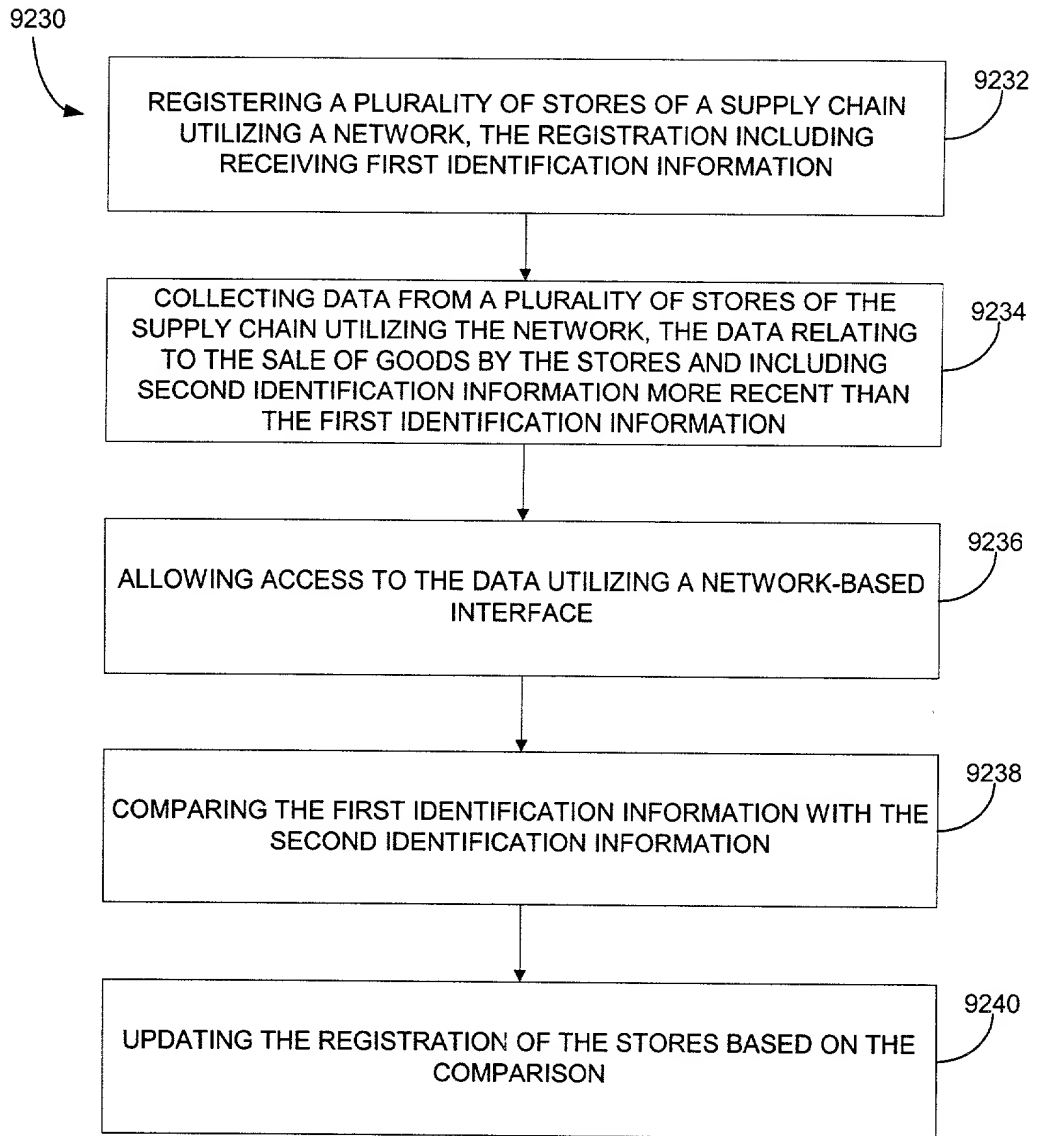 9230
REGISTERING A PLURALITY OF STORES OF A SUPPLY CHAIN
UTILIZING A NETWORK, THE REGISTRATION INCLUDING
RECEIVING FIRST IDENTIFICATION INFORMATION
9232
COLLECTING DATA FROM A PLURALITY OF STORES OF THE
SUPPLY CHAIN UTILIZING THE NETWORK, THE DATA RELATING
TO THE SALE OF GOODS BY THE STORES AND INCLUDING
SECOND IDENTIFICATION INFORMATION MORE RECENT THAN
THE FIRST IDENTIFICATION INFORMATION
9234
ALLOWING ACCESS TO THE DATA UTILIZING A NETWORK-BASED
INTERFACE
9236
COMPARING THE FIRST IDENTIFICATION INFORMATION WITH THE
SECOND IDENTIFICATION INFORMATION
9238
UPDATING THE REGISTRATION OF THE STORES BASED ON THE
COMPARISON
9240